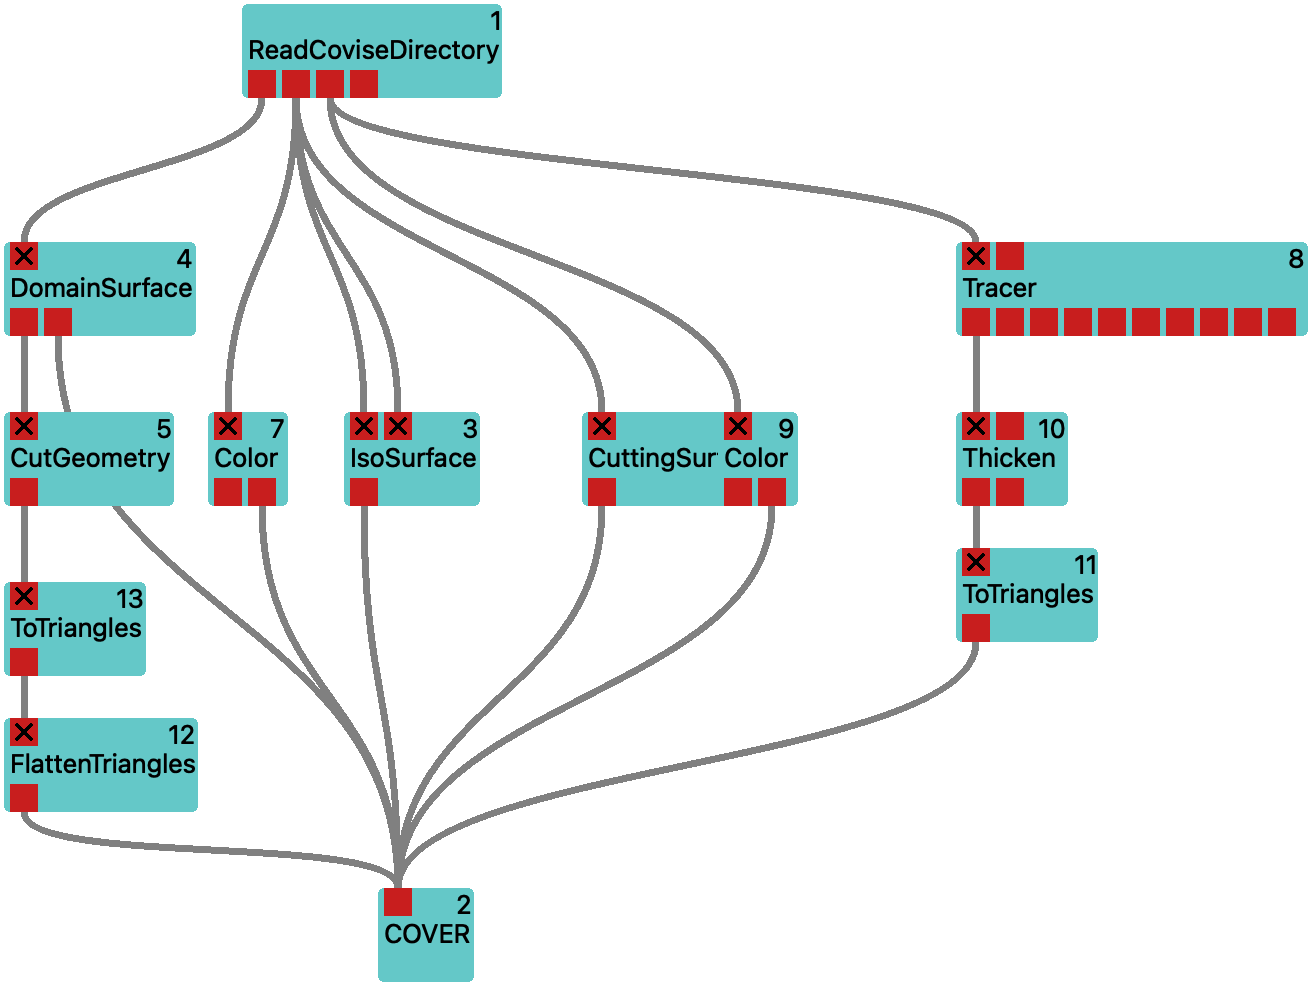 1
ReadCoviseDirectory
4
DomainSurface
8
Tracer
5
CutGeometry
7
Color
3
IsoSurface
CuttingSur
9
Color
10
Thicken
13
ToTriangles
11
ToTriangles
12
FlattenTriangles
2
COVER